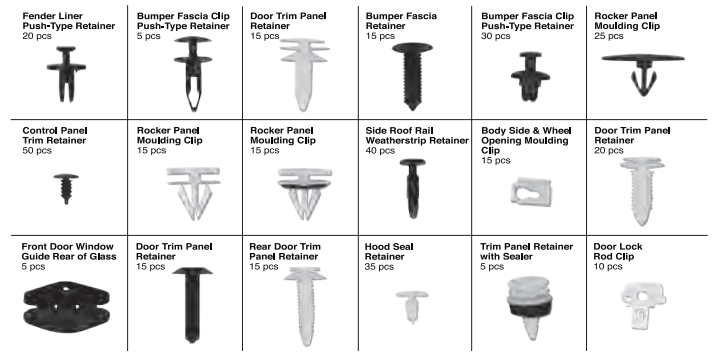 Fender Liner
Push-Type Retainer
20 pcs
Bumper Fascia Clip
Push-Type Retainer
5 pcs
Door Trim Panel
Retainer
15 pcs
Bumper Fascia
Retainer
15 pcs
Bumper Fascia Clip
Push-Type Retainer
30 pcs
Rocker Panel
Moulding Clip
25 pcs
Control Panel
Trim Retainer
50 pcs
Rocker Panel
Moulding Clip
15 pcs
Rocker Panel
Moulding Clip
15 pcs
Side Roof Rail
Weatherstrip Retainer
40 pcs
Body Side & Wheel
Opening Moulding
Clip
15 pcs
Door Trim Panel
Retainer
20 pcs
Front Door Window
Guide Rear of Glass
5 pcs
Door Trim Panel
Retainer
15 pcs
Rear Door Trim
Panel Retainer
15 pcs
Hood Seal
Retainer
35 pcs
Trim Panel Retainer
with Sealer
5 pcs
Door Lock
Rod Clip
10 pcs